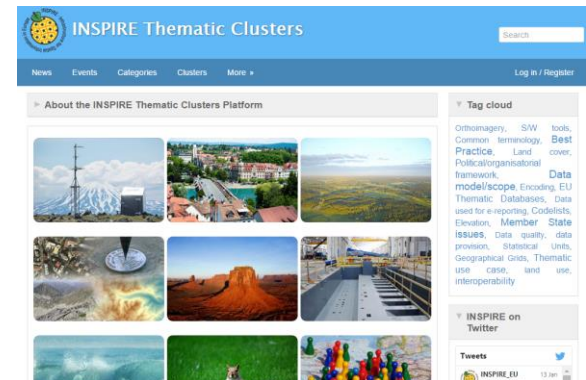 INSPIRE Thematic Clusters
Search
News Events Categories Clusters More »
Log in / Register
About the INSPIRE Thematic Clusters Platform
Tag cloud
Orthoimagery, S/W tools,
Common terminology, Best
Practice, Land cover,
Political/organisatorial
framework, Data
model/scope, Encoding, EU
Thematic Databases, Data
used for e-reporting, Codelists,
Elevation, Member State
issues, Data quality, data
provision, Statistical Units,
Geographical Grids, Thematic
use case, land use,
interoperability
INSPIRE on
Twitter
Tweets
INSPIRE_EU 13 Jan